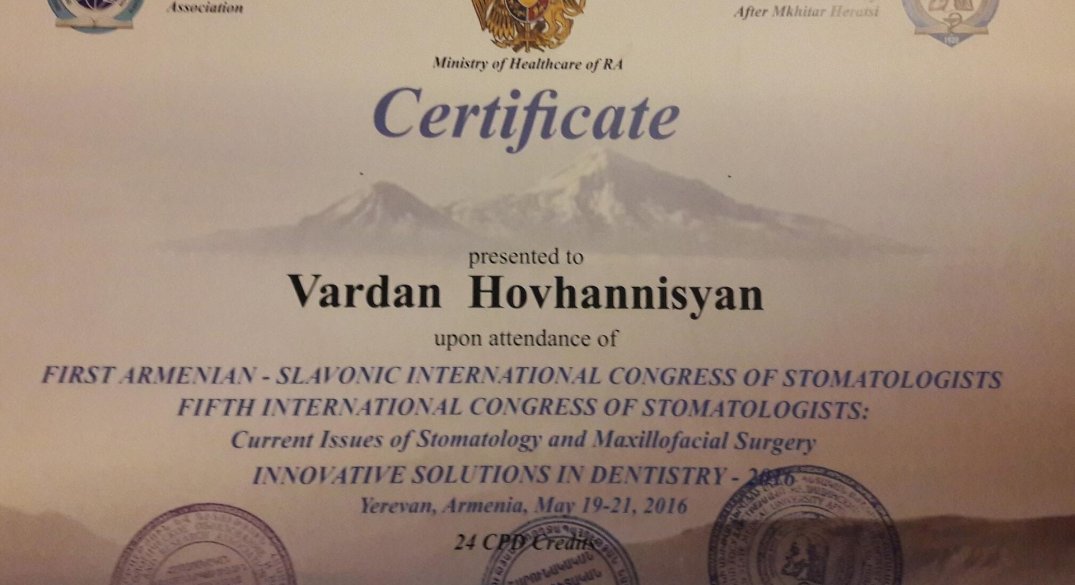 Association
After Mkhitar Heratsi
1920
Ministry of Healthcare of RA
Certificate
presented to
Vardan Hovhannisyan
upon attendance of
FIRST ARMENIAN - SLAVONIC INTERNATIONAL CONGRESS OF STOMATOLOGISTS
FIFTH INTERNATIONAL CONGRESS OF STOMATOLOGISTS:
Current Issues of Stomatology and Maxillofacial Surgery
INNOVATIVE SOLUTIONS IN DENTISTRY - 2016
Yerevan, Armenia, May 19-21, 2016
24 CPD Credits